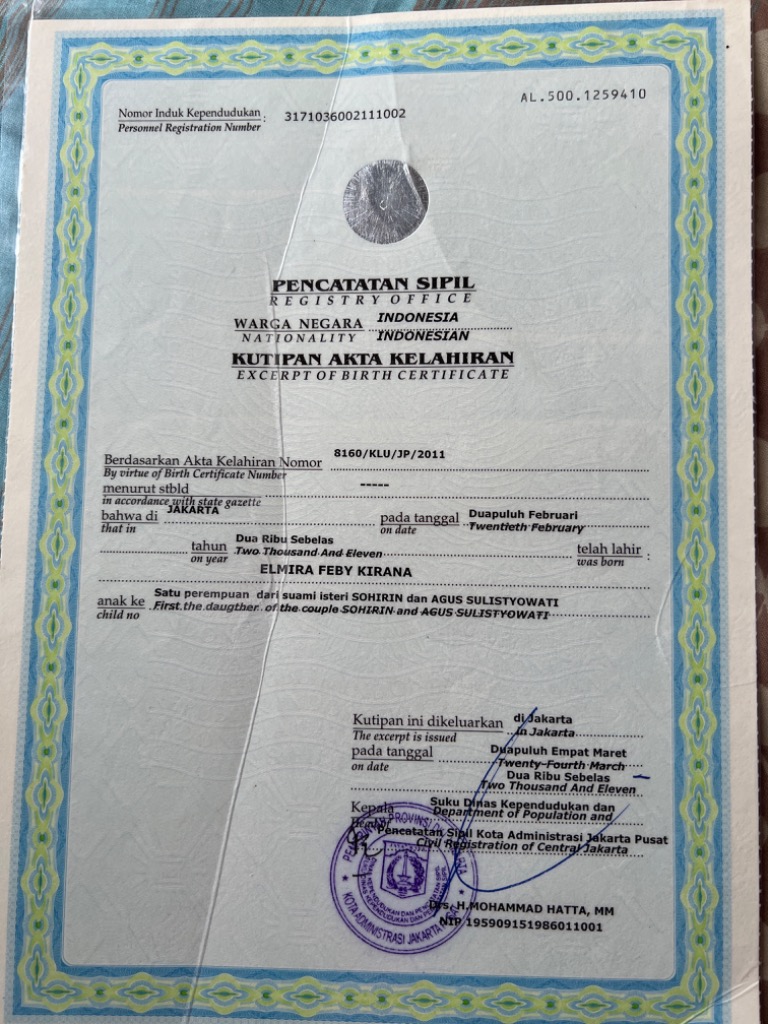 AL.500.1259410
Nomor Induk Kependudukan : 3171036002111002
Personnel Registration Number
PENCATATAN SIPIL
REGISTRY OFFICE
WARGA NEGARA INDONESIA
NATIONALITY INDONESIAN
KUTIPAN AKTA KELAHIRAN
EXCERPT OF BIRTH CERTIFICATE
Berdasarkan Akta Kelahiran Nomor 8160/KLU/JP/2011
By virtue of Birth Certificate Number
menurut stbld -----
in accordance with state gazette
bahwa di JAKARTA pada tanggal Duapuluh Februari
that in on date Twentieth February
tahun Dua Ribu Sebelas telah lahir :
on year Two Thousand And Eleven was born
ELMIRA FEBY KIRANA
anak ke Satu perempuan dari suami isteri SOHIRIN dan AGUS SULISTYOWATI
child no First the daugther of the couple SOHIRIN and AGUS SULISTYOWATI
Kutipan ini dikeluarkan di Jakarta
The excerpt is issued in Jakarta
pada tanggal Duapuluh Empat Maret
on date Twenty-Fourth March
Dua Ribu Sebelas
Two Thousand And Eleven
Kepala Suku Dinas Kependudukan dan
Head of Department of Population and
Pencatatan Sipil Kota Administrasi Jakarta Pusat
Civil Registration of Central Jakarta
KOTA ADMINISTRASI JAKARTA PUSAT
Drs. H.MOHAMMAD HATTA, MM
NIP 195909151986011001